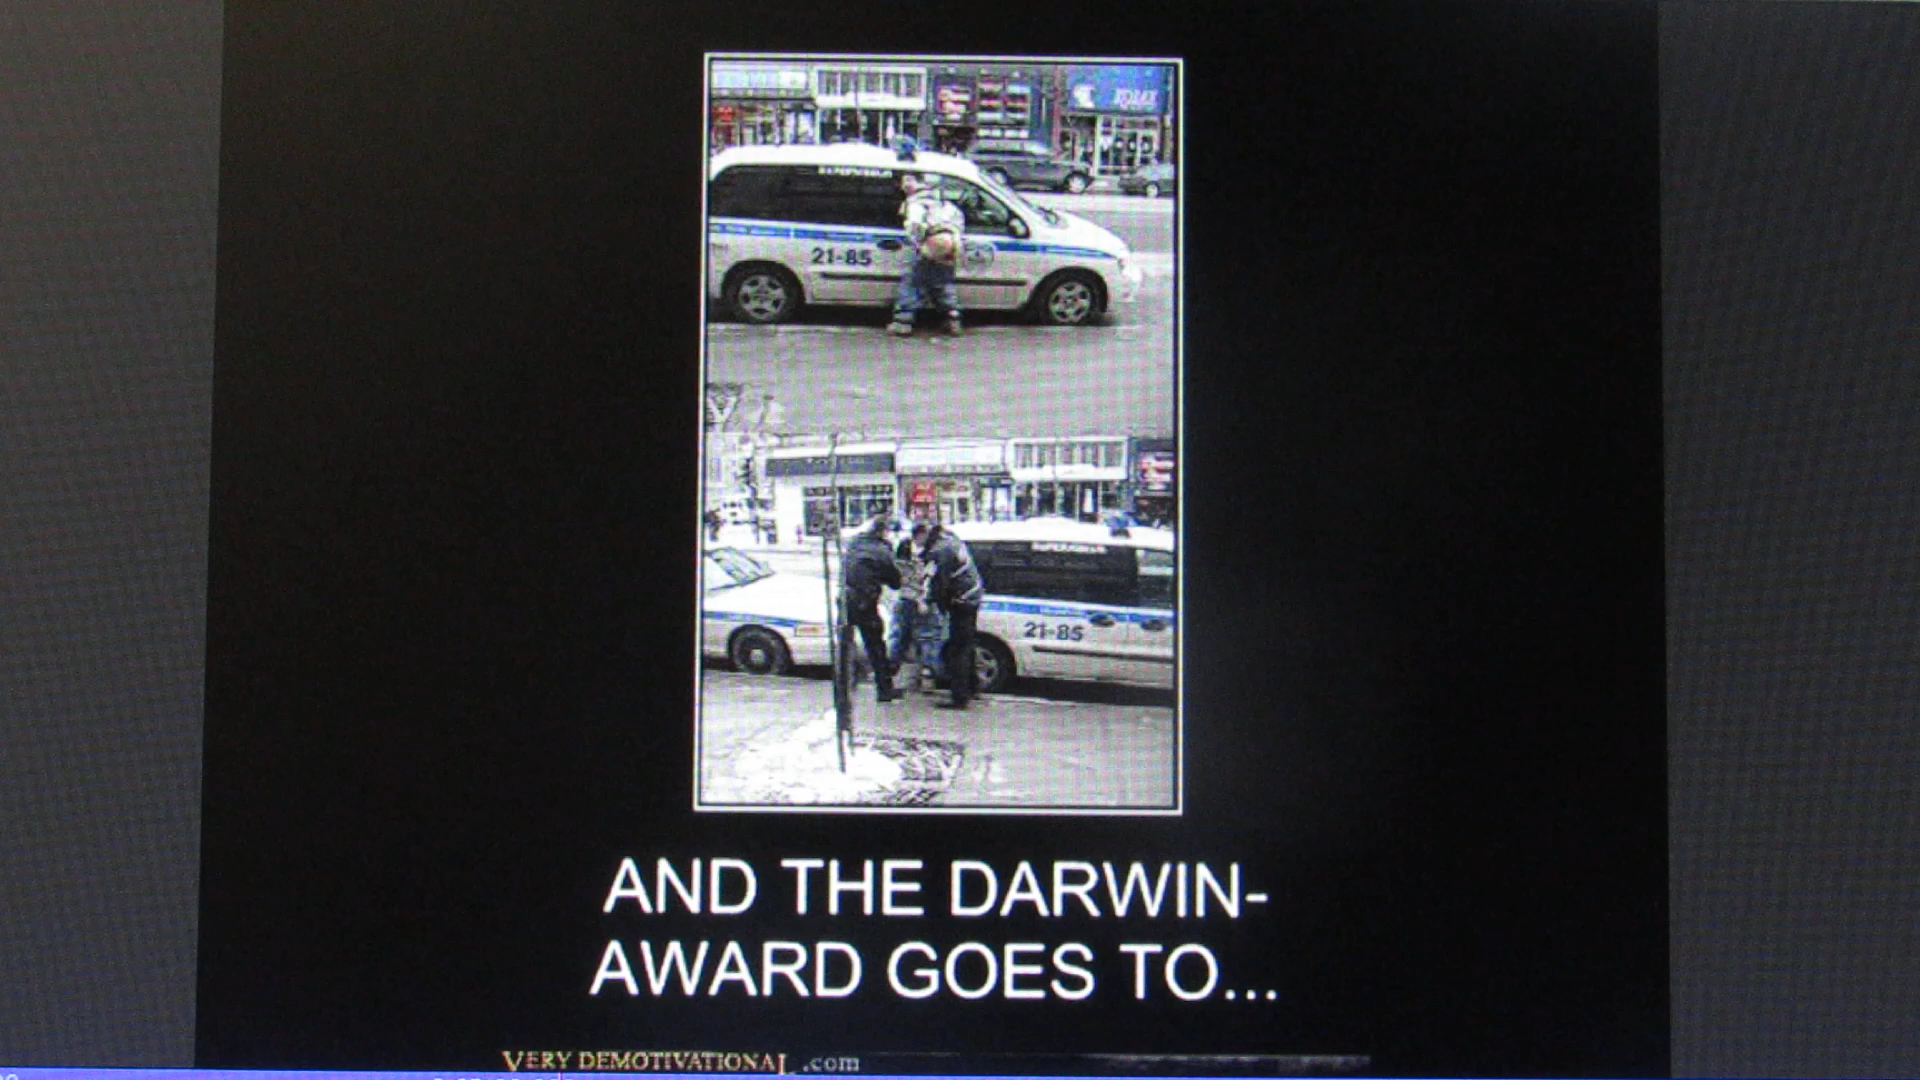 21-85
21-85
AND THE DARWIN-
AWARD GOES TO...
VERY DEMOTIVATIONAL .com